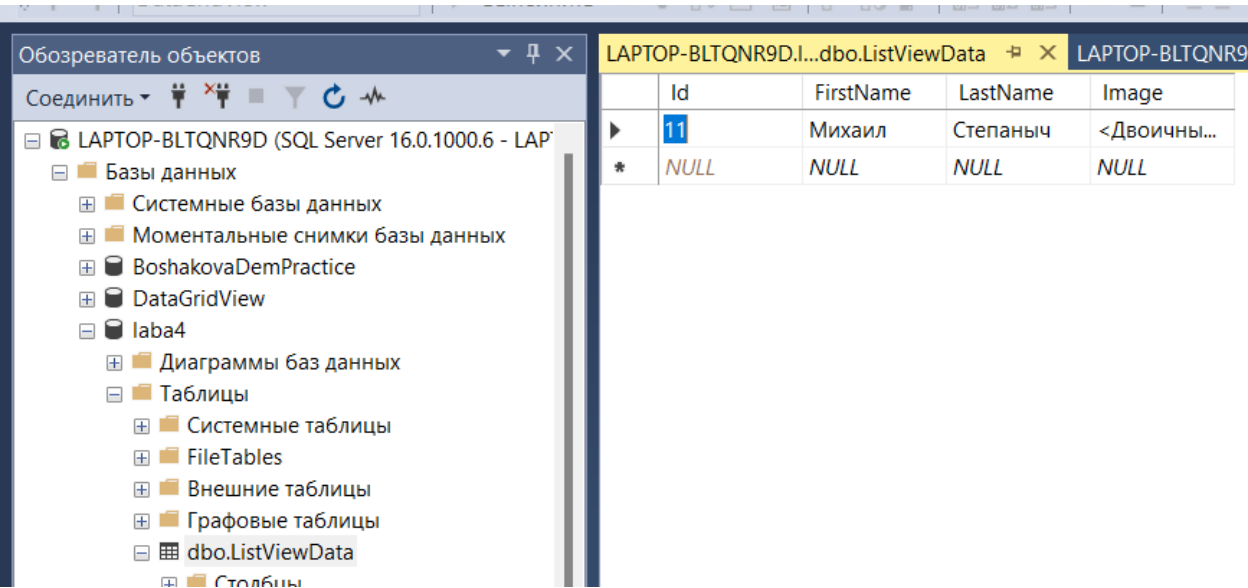 Обозреватель объектов
Соединить
LAPTOP-BLTQNR9D (SQL Server 16.0.1000.6 - LAP
Базы данных
Системные базы данных
Моментальные снимки базы данных
BoshakovaDemPractice
DataGridView
laba4
Диаграммы баз данных
Таблицы
Системные таблицы
FileTables
Внешние таблицы
Графовые таблицы
dbo.ListViewData
Столбцы
LAPTOP-BLTQNR9D.l...dbo.ListViewData LAPTOP-BLTQNR9
Id FirstName LastName Image
11 Михаил Степаныч <Двоичны...
NULL NULL NULL NULL